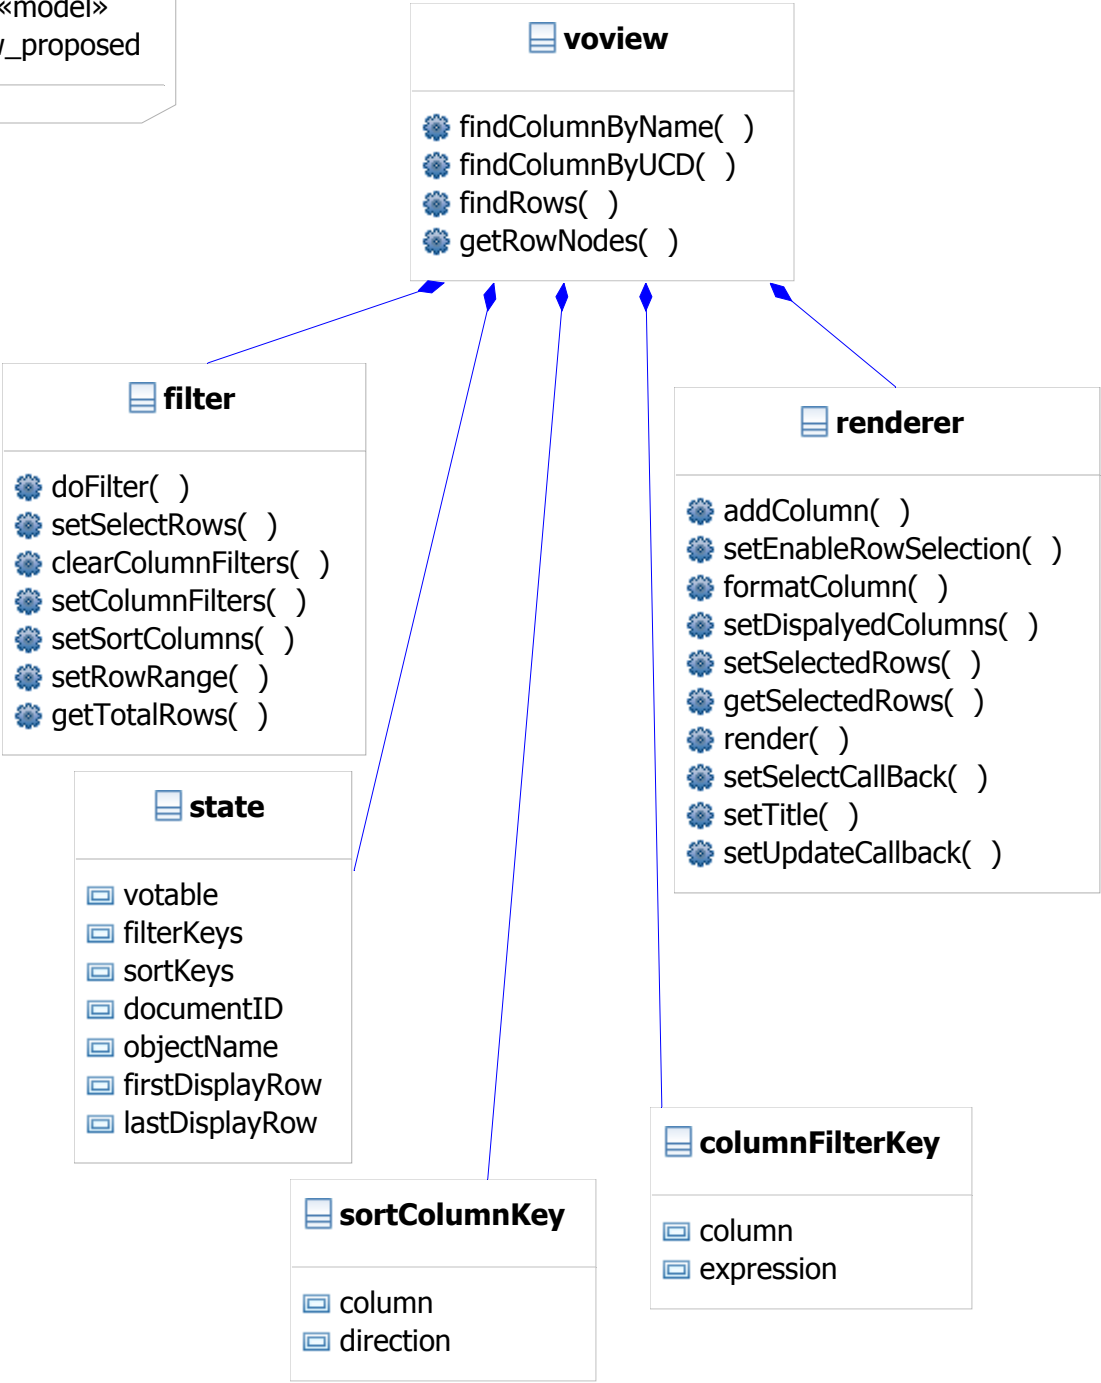 «model»
_proposed
voview
findColumnByName( )
findColumnByUCD( )
findRows( )
getRowNodes( )
filter
doFilter( )
setSelectRows( )
clearColumnFilters( )
setColumnFilters( )
setSortColumns( )
setRowRange( )
getTotalRows( )
renderer
addColumn( )
setEnableRowSelection( )
formatColumn( )
setDispalyedColumns( )
setSelectedRows( )
getSelectedRows( )
render( )
setSelectCallBack( )
setTitle( )
setUpdateCallback( )
state
votable
filterKeys
sortKeys
documentID
objectName
firstDisplayRow
lastDisplayRow
columnFilterKey
column
expression
sortColumnKey
column
direction